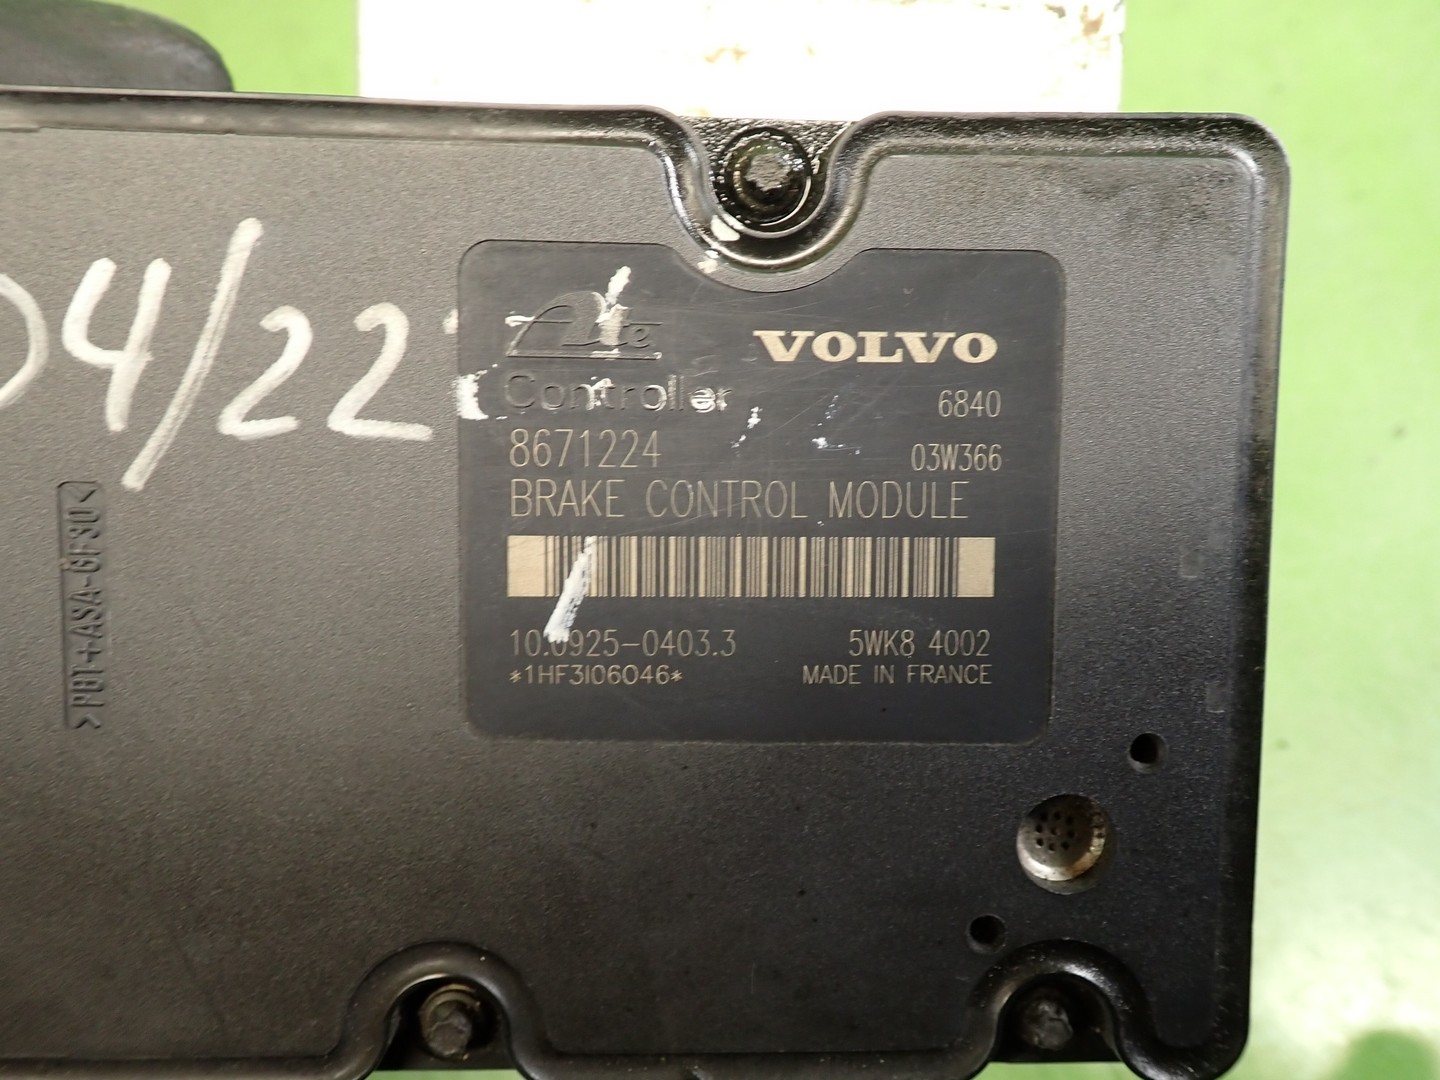 04/22
Ate VOLVO
Controller 6840
8671224 03W366
BRAKE CONTROL MODULE
10.0925-0403.3 5WK8 4002
*1HF3I06046* MADE IN FRANCE
>PBT+ASA-GF30<